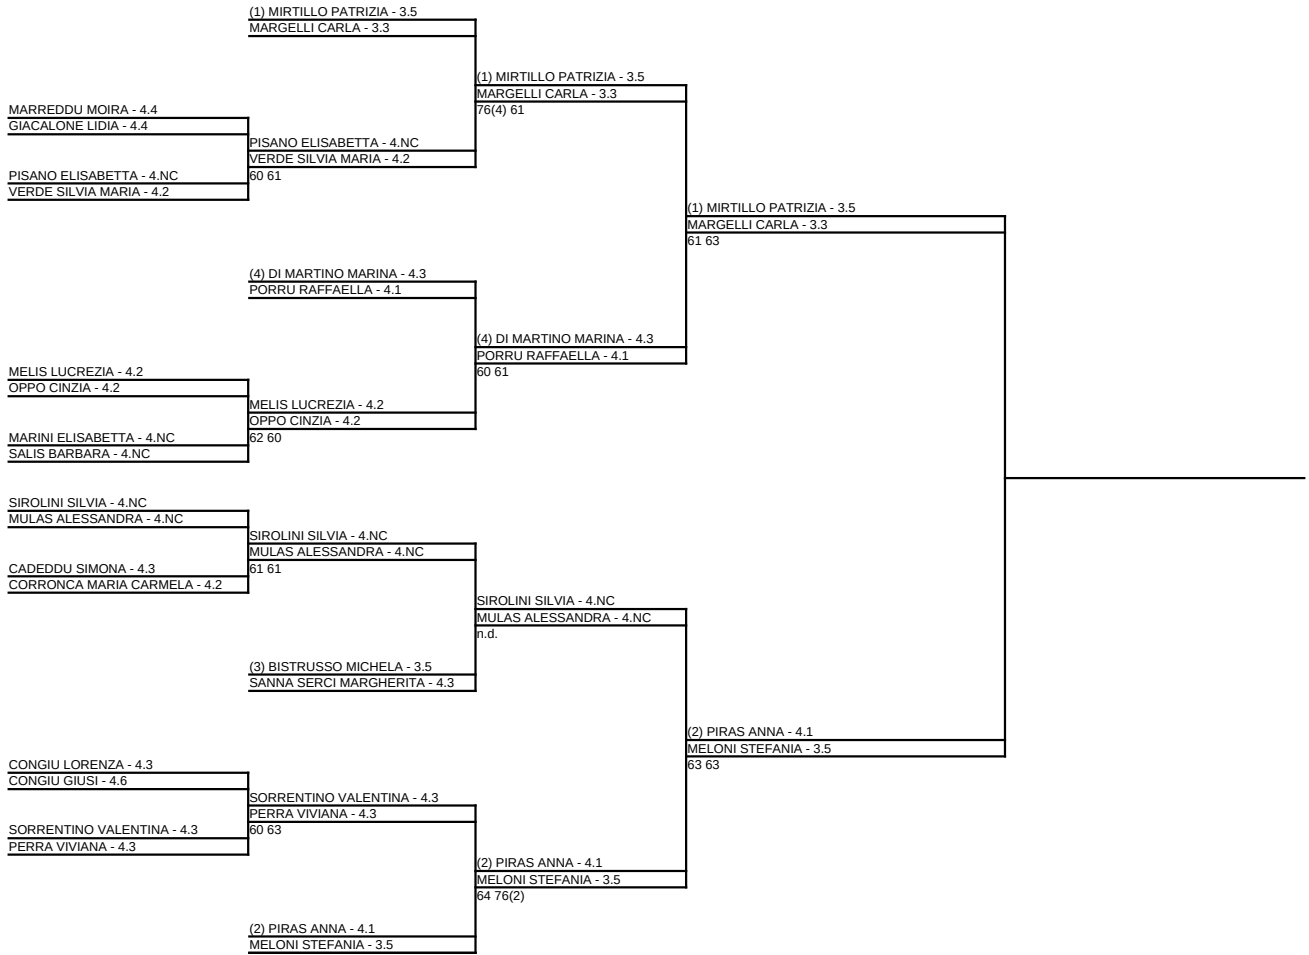 (1) MIRTILLO PATRIZIA - 3.5
MARGELLI CARLA - 3.3
(1) MIRTILLO PATRIZIA - 3.5
MARGELLI CARLA - 3.3
76(4) 61
MARREDDU MOIRA - 4.4
GIACALONE LIDIA - 4.4
PISANO ELISABETTA - 4.NC
VERDE SILVIA MARIA - 4.2
60 61
PISANO ELISABETTA - 4.NC
VERDE SILVIA MARIA - 4.2
(1) MIRTILLO PATRIZIA - 3.5
MARGELLI CARLA - 3.3
61 63
(4) DI MARTINO MARINA - 4.3
PORRU RAFFAELLA - 4.1
(4) DI MARTINO MARINA - 4.3
PORRU RAFFAELLA - 4.1
60 61
MELIS LUCREZIA - 4.2
OPPO CINZIA - 4.2
MELIS LUCREZIA - 4.2
OPPO CINZIA - 4.2
62 60
MARINI ELISABETTA - 4.NC
SALIS BARBARA - 4.NC
SIROLINI SILVIA - 4.NC
MULAS ALESSANDRA - 4.NC
SIROLINI SILVIA - 4.NC
MULAS ALESSANDRA - 4.NC
61 61
CADEDDU SIMONA - 4.3
CORRONCA MARIA CARMELA - 4.2
SIROLINI SILVIA - 4.NC
MULAS ALESSANDRA - 4.NC
n.d.
(3) BISTRUSSO MICHELA - 3.5
SANNA SERCI MARGHERITA - 4.3
(2) PIRAS ANNA - 4.1
MELONI STEFANIA - 3.5
63 63
CONGIU LORENZA - 4.3
CONGIU GIUSI - 4.6
SORRENTINO VALENTINA - 4.3
PERRA VIVIANA - 4.3
60 63
SORRENTINO VALENTINA - 4.3
PERRA VIVIANA - 4.3
(2) PIRAS ANNA - 4.1
MELONI STEFANIA - 3.5
64 76(2)
(2) PIRAS ANNA - 4.1
MELONI STEFANIA - 3.5